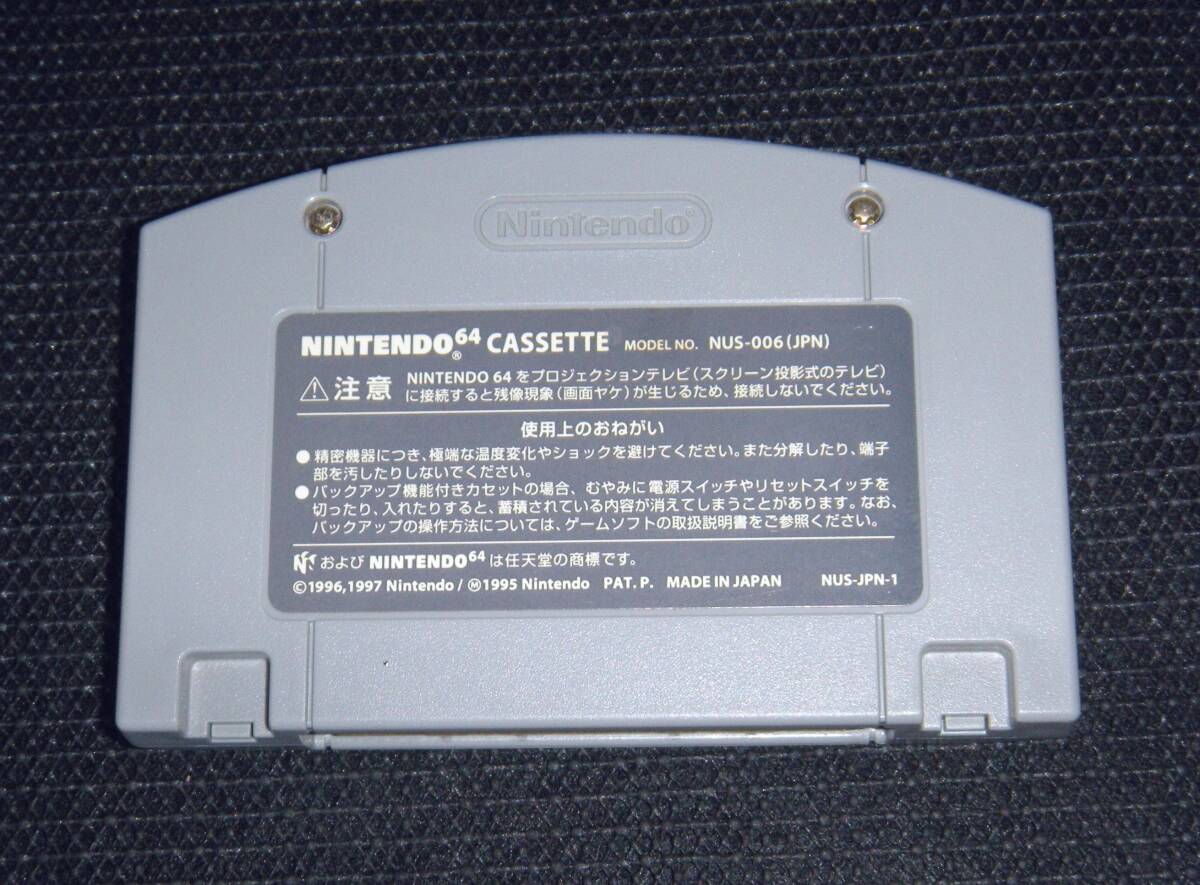 Nintendo®
NINTENDO64® CASSETTE MODEL NO. NUS-006(JPN)
⚠注意 NINTENDO 64をプロジェクションテレビ(スクリーン投影式のテレビ)
に接続すると残像現象(画面ヤケ)が生じるため、接続しないでください。
使用上のおねがい
●精密機器につき、極端な温度変化やショックを避けてください。また分解したり、端子
部を汚したりしないでください。
●バックアップ機能付きカセットの場合、むやみに電源スイッチやリセットスイッチを
切ったり、入れたりすると、蓄積されている内容が消えてしまうことがあります。なお、
バックアップの操作方法については、ゲームソフトの取扱説明書をご参照ください。
および NINTENDO64 は任天堂の商標です。
©1996,1997 Nintendo / Ⓜ1995 Nintendo PAT. P. MADE IN JAPAN NUS-JPN-1